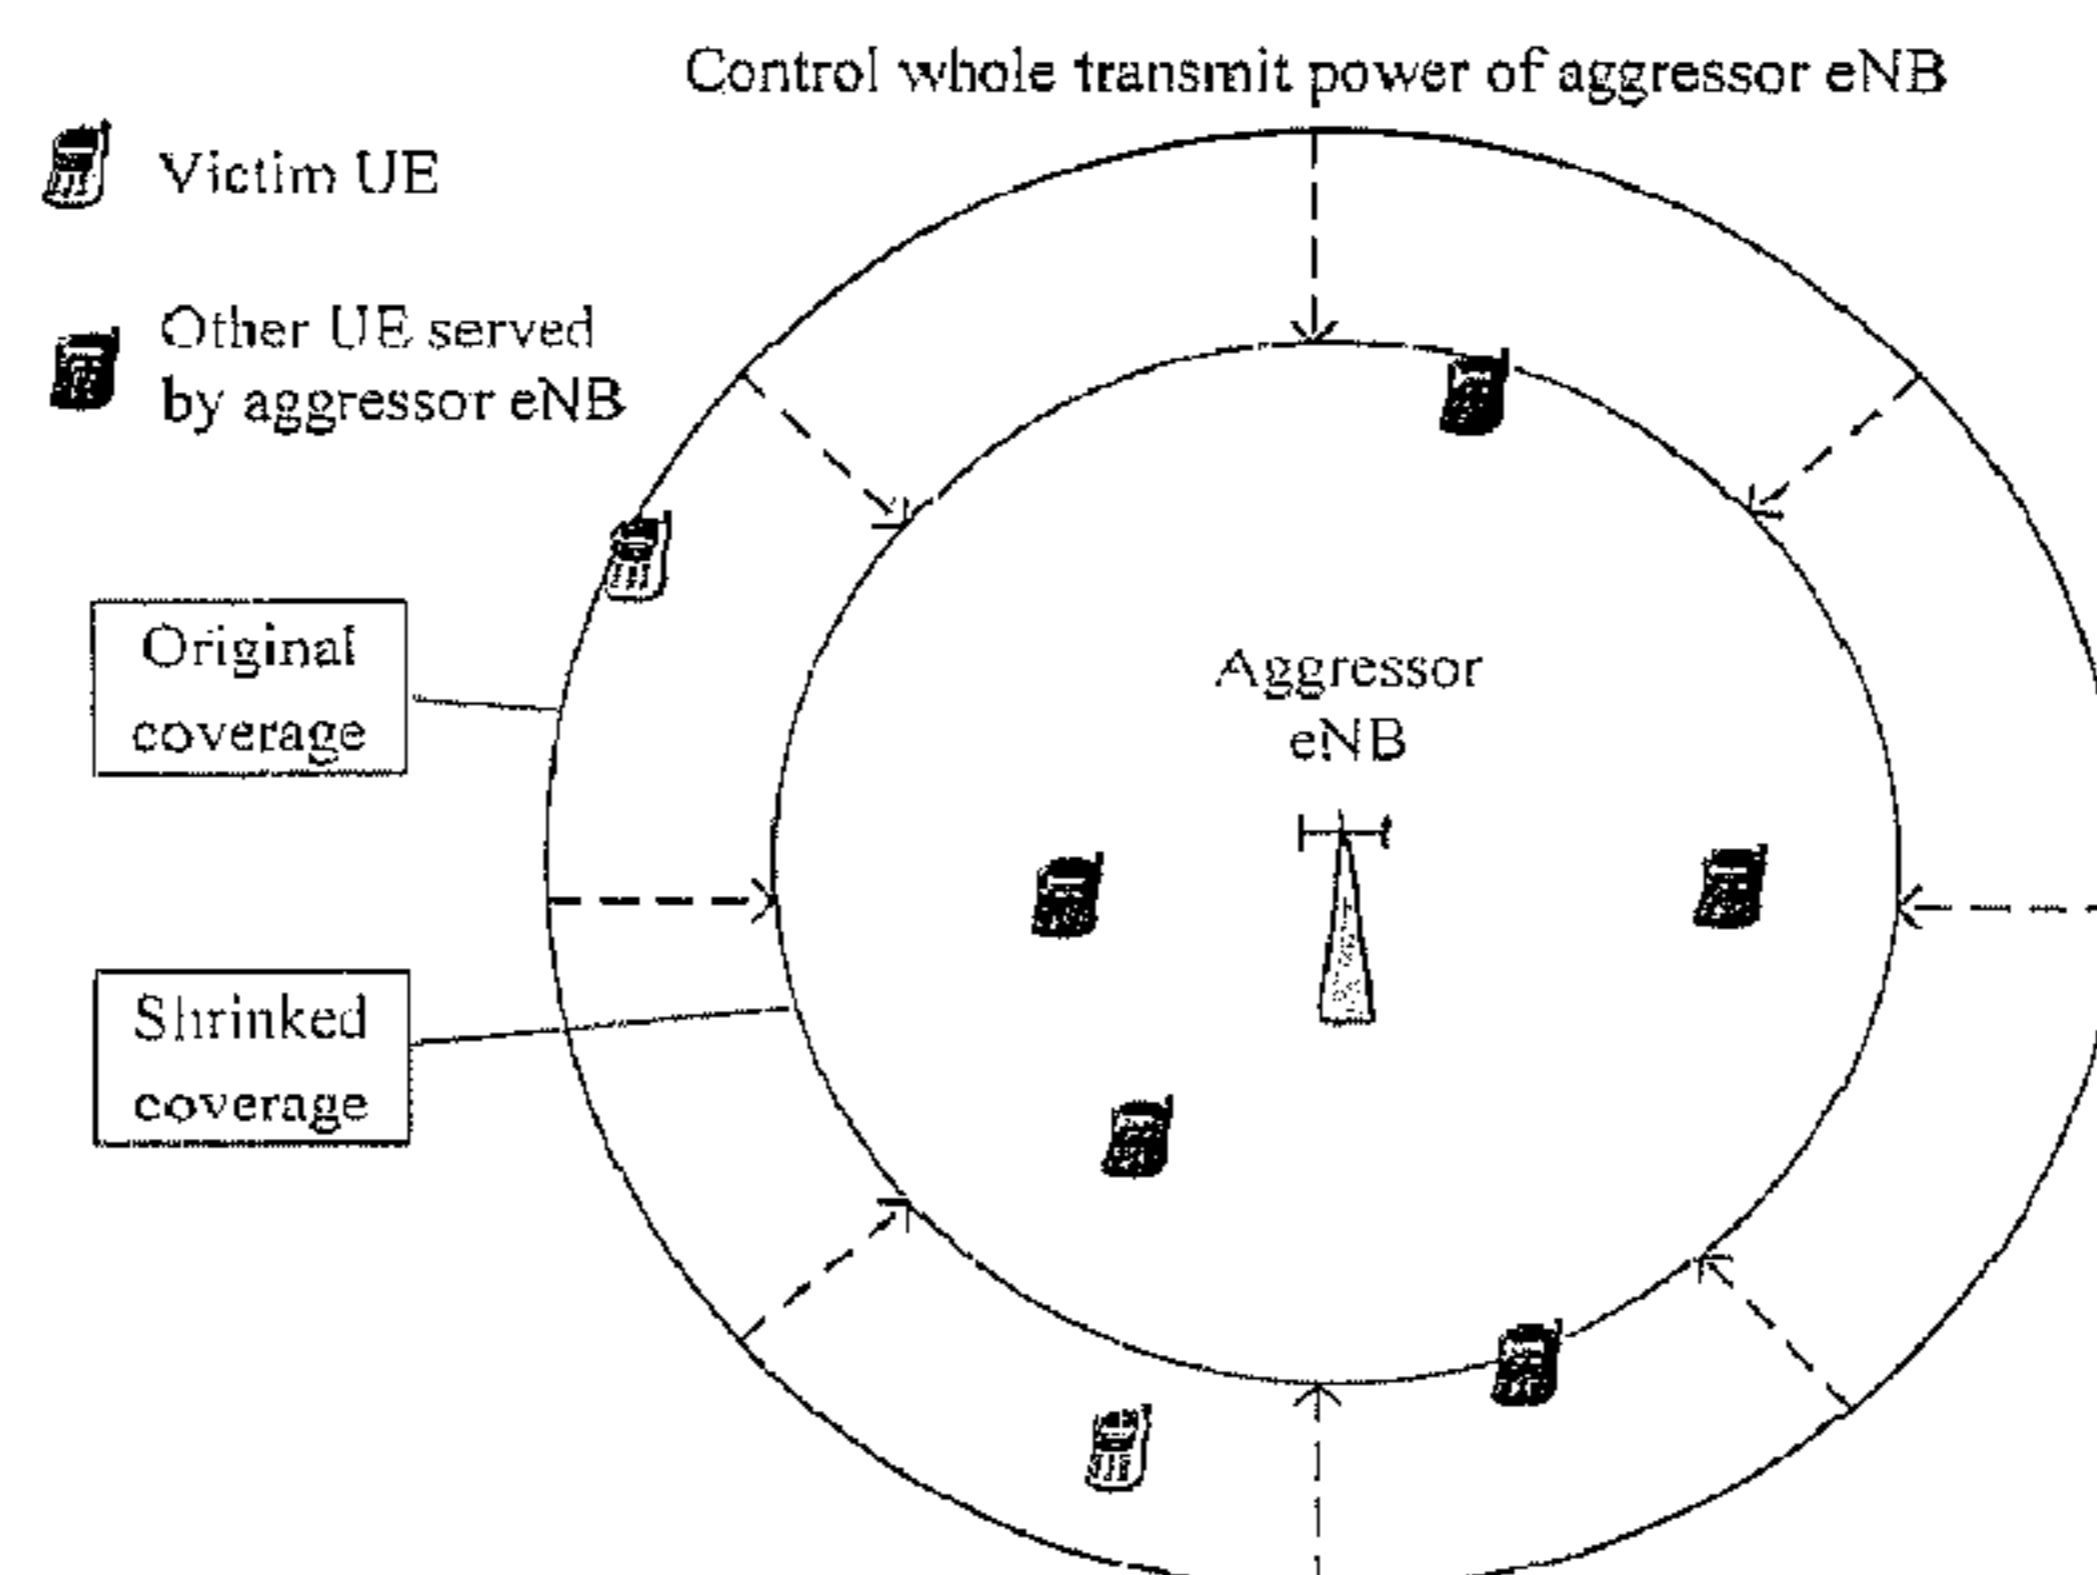 Control whole transmit power of aggressor eNB
Victim UE
Other UE served
by aggressor eNB
Original
coverage
Aggressor
eNB
Shrinked
coverage